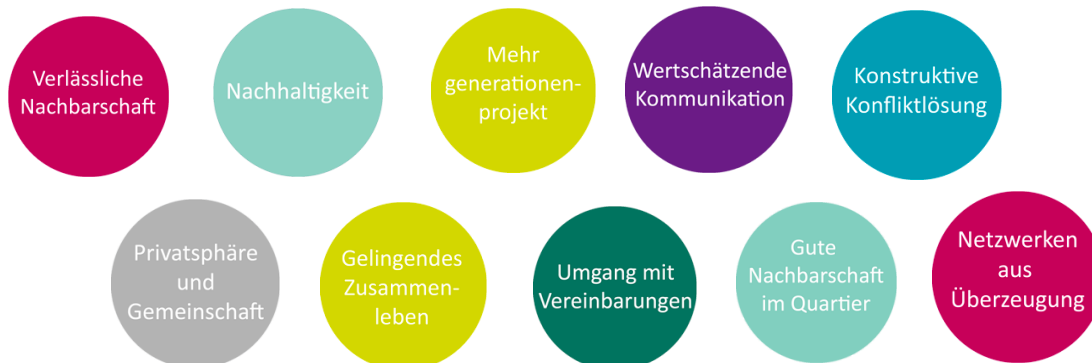 Verlässliche
Nachbarschaft
Nachhaltigkeit
Mehr
generationen-
projekt
Wertschätzende
Kommunikation
Konstruktive
Konfliktlösung
Privatsphäre
und
Gemeinschaft
Gelingendes
Zusammen-
leben
Umgang mit
Vereinbarungen
Gute
Nachbarschaft
im Quartier
Netzwerken
aus
Überzeugung